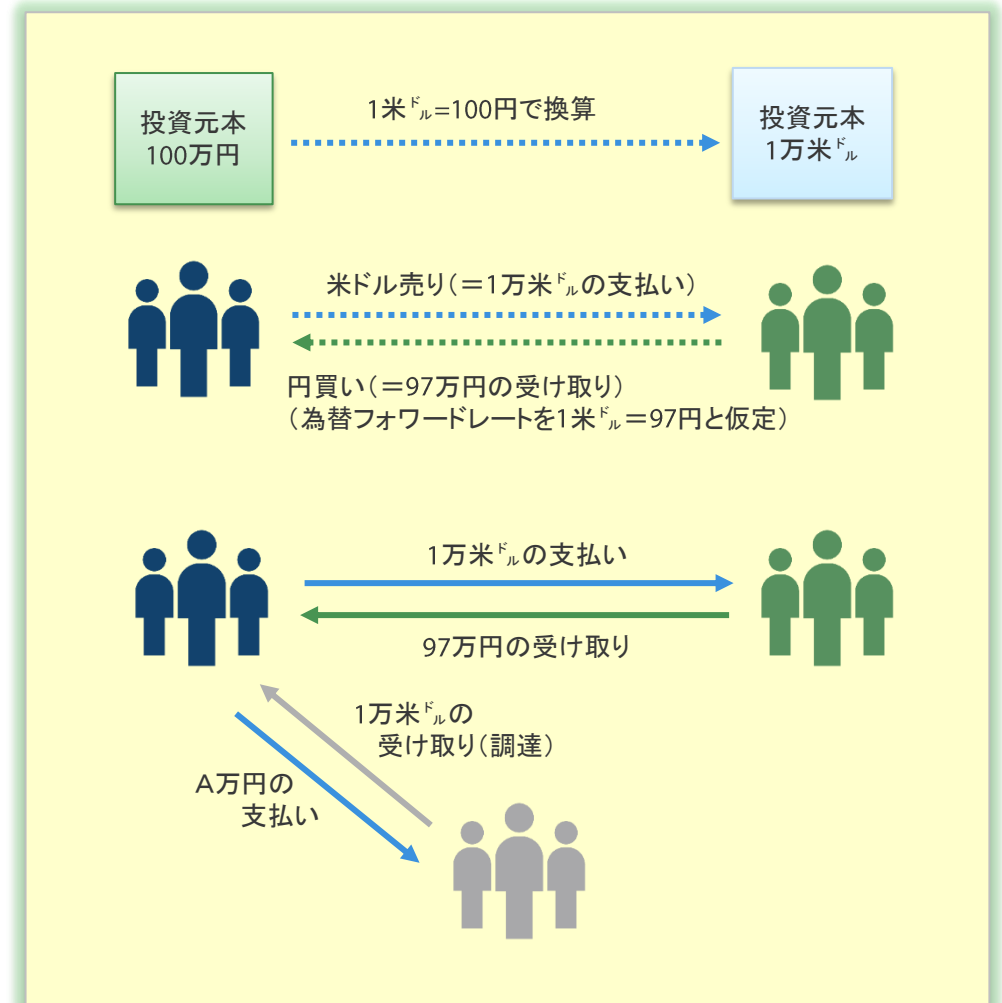 投資元本
100万円
1米㌦=100円で換算
投資元本
1万米㌦
米ドル売り(=1万米㌦の支払い)
円買い(=97万円の受け取り)
(為替フォワードレートを1米㌦=97円と仮定)
1万米㌦の支払い
97万円の受け取り
1万米㌦の
受け取り(調達)
A万円の
支払い